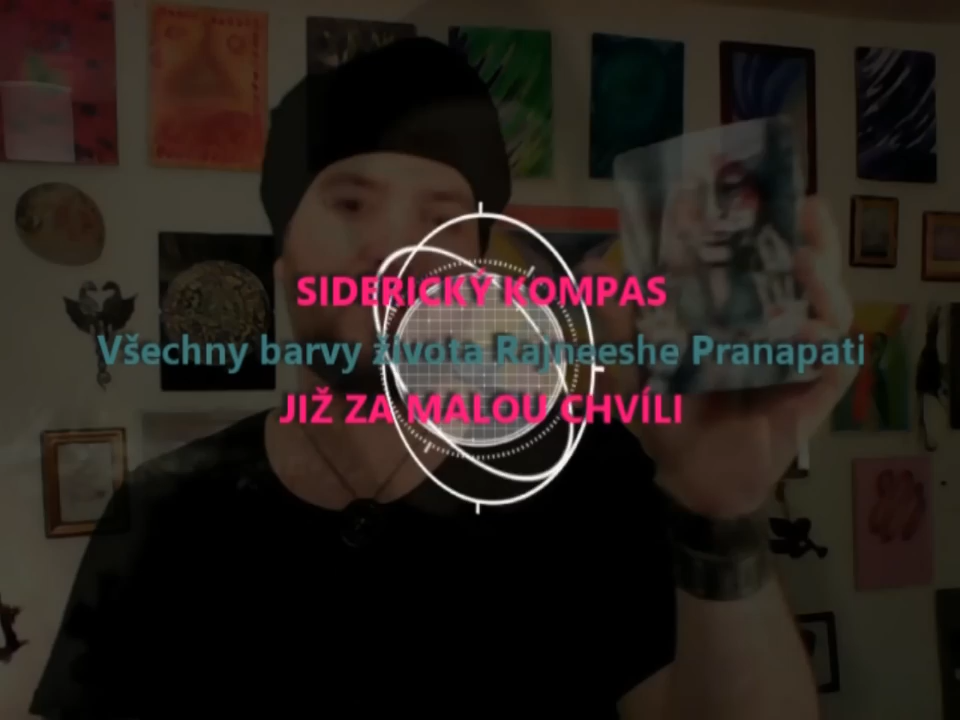 SIDERICKÝ KOMPAS
Všechny barvy života Rajneeshe Pranapati
JIŽ ZA MALOU CHVÍLI